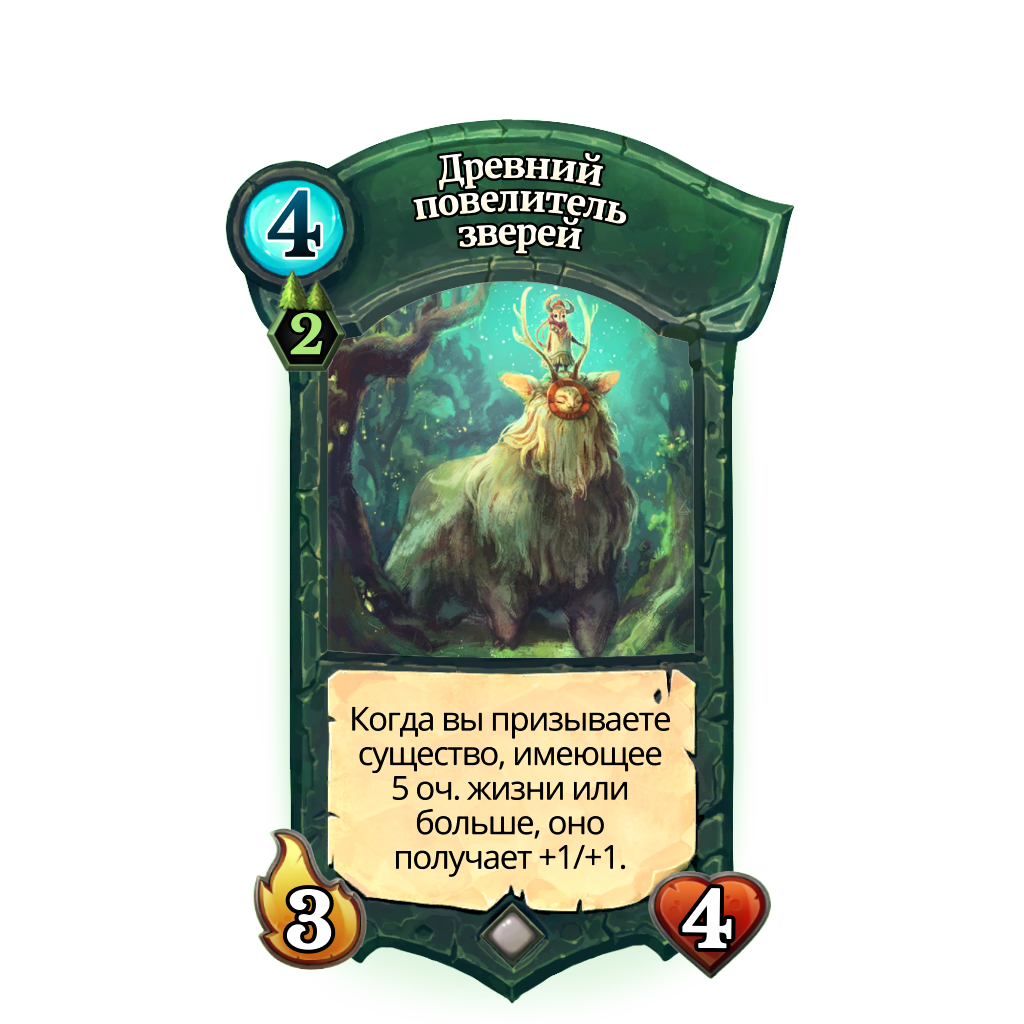 4
Древний
повелитель
зверей
2
Когда вы призываете
существо, имеющее
5 оч. жизни или
больше, оно
получает +1/+1.
3
4